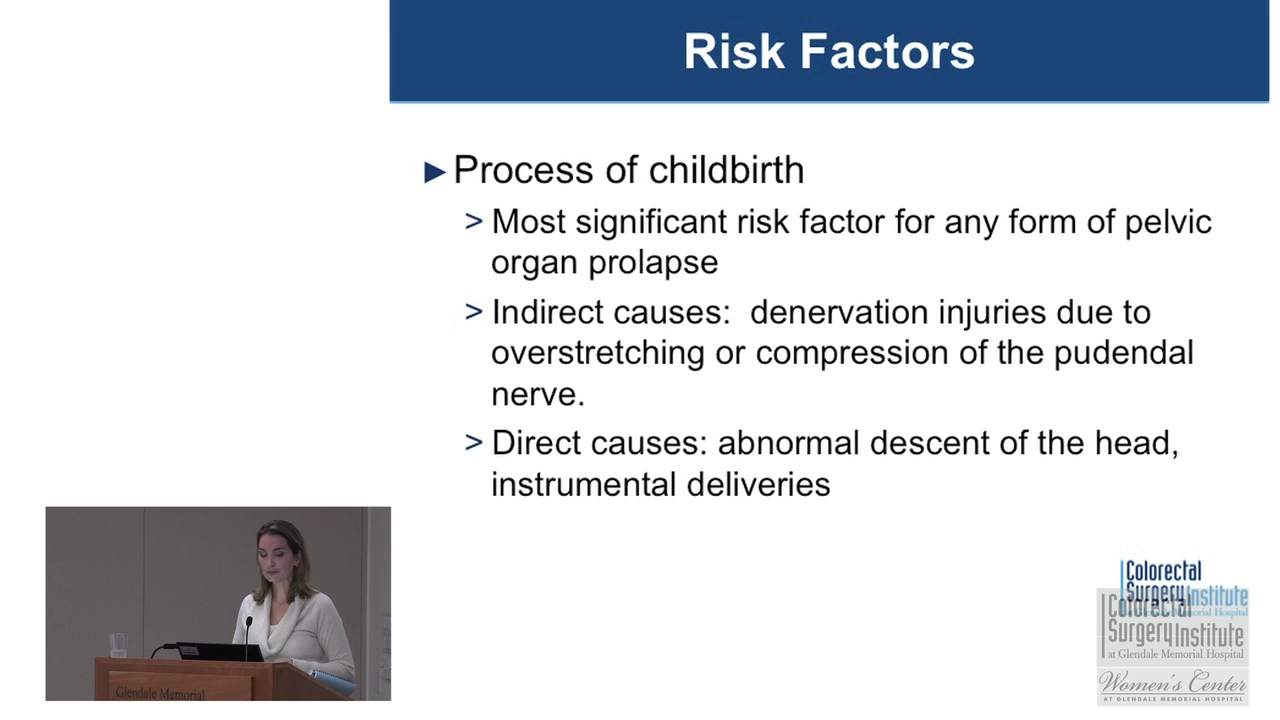 Risk Factors
►Process of childbirth
> Most significant risk factor for any form of pelvic
organ prolapse
> Indirect causes:  denervation injuries due to
overstretching or compression of the pudendal
nerve.
> Direct causes: abnormal descent of the head,
instrumental deliveries
Glendale Memorial
Colorectal
Surgery Institute
Memorial Hospital
Colorectal
Surgery Institute
at Glendale Memorial Hospital
Women's Center
AT GLENDALE MEMORIAL HOSPITAL